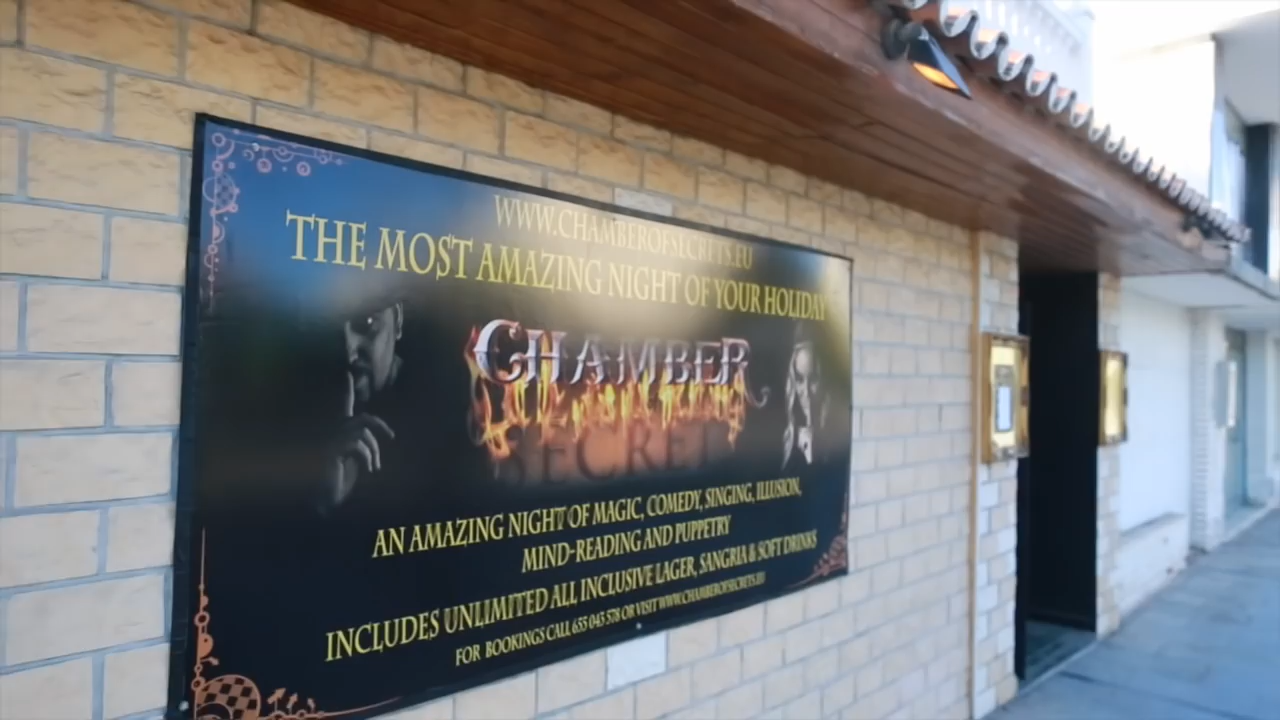 WWW.CHAMBEROFSECRETS.EU
THE MOST AMAZING NIGHT OF YOUR HOLIDAY
CHAMBER
SECRET
AN AMAZING NIGHT OF MAGIC, COMEDY, SINGING, ILLUSION,
MIND-READING AND PUPPETRY
INCLUDES UNLIMITED ALL INCLUSIVE LAGER, SANGRIA & SOFT DRINKS
FOR BOOKINGS CALL 655 045 578 OR VISIT WWW.CHAMBEROFSECRETS.EU